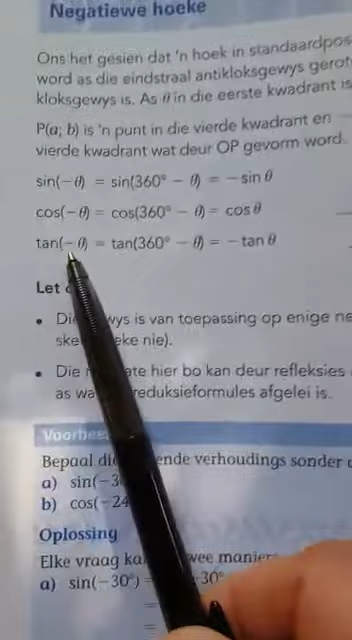 Negatiewe hoeke
Ons het gesien dat 'n hoek in standaardpos
word as die eindstraal antikloksgewys gerot
kloksgewys is. As θ in die eerste kwadrant is
P(a; b) is 'n punt in die vierde kwadrant en
vierde kwadrant wat deur OP gevorm word.
sin(−θ) = sin(360° − θ) = −sin θ
cos(−θ) = cos(360° − θ) = cos θ
tan(−θ) = tan(360° − θ) = −tan θ
Let
• Di wys is van toepassing op enige ne
ske eke nie).
• Die ate hier bo kan deur refleksies
as wa reduksieformules afgelei is.
Voorbee
Bepaal di ende verhoudings sonder
a) sin(−3
b) cos(−24
Oplossing
Elke vraag ka wee manier
a) sin(−30°) = 30°
=
=